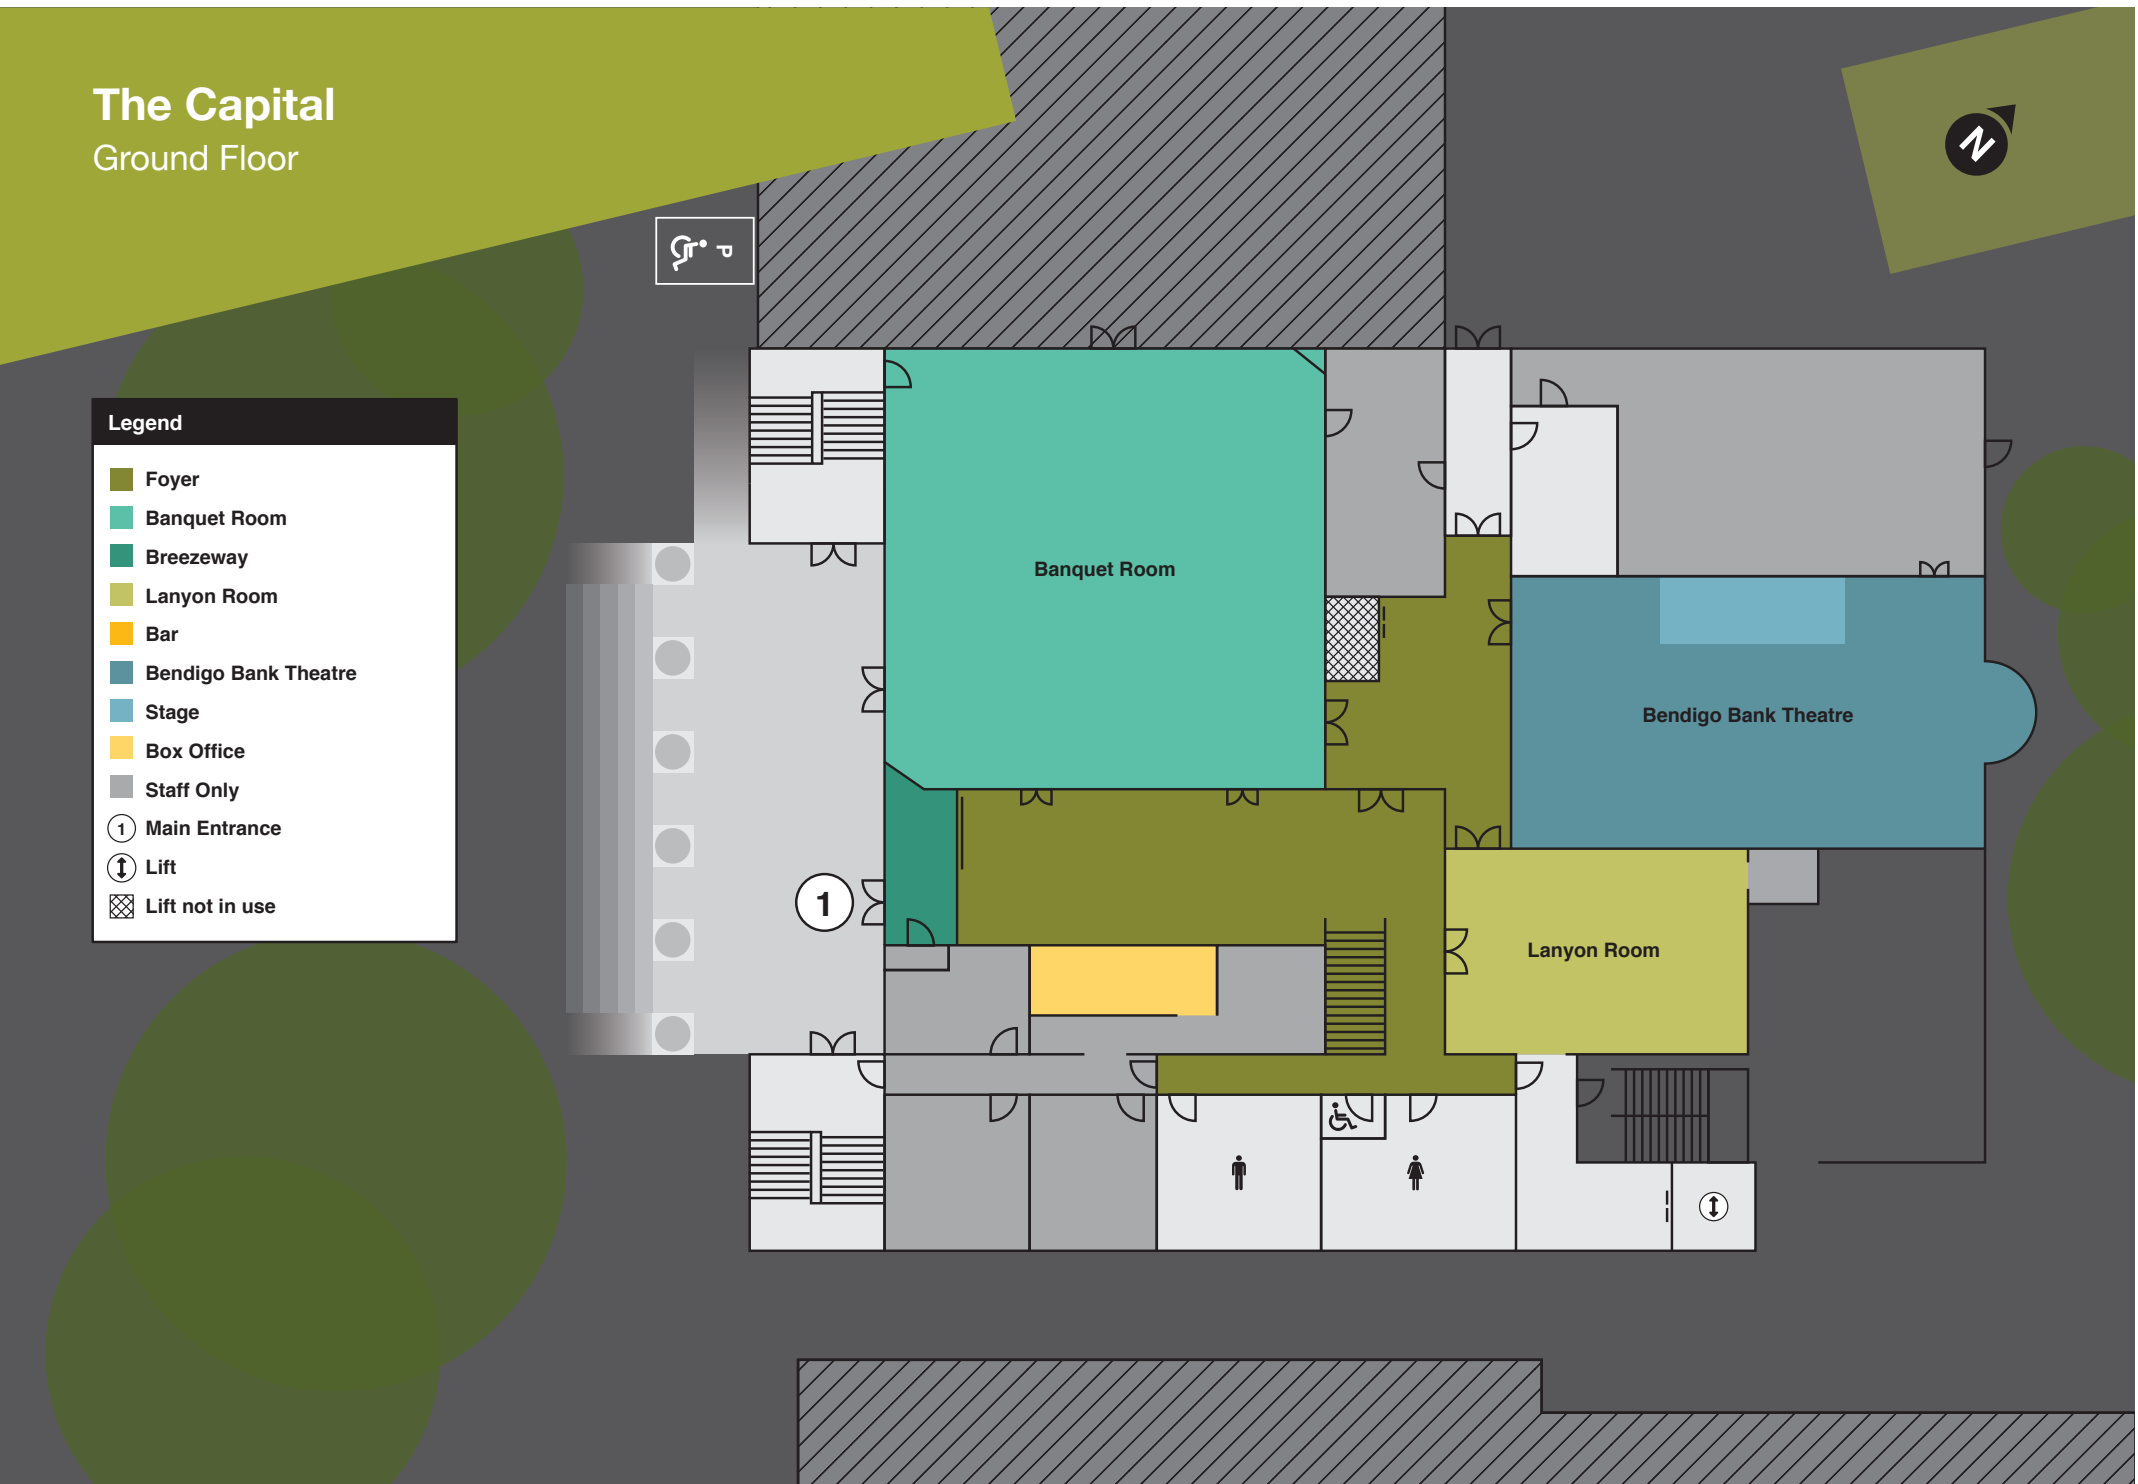 The Capital
Ground Floor
N
P
Legend
Foyer
Banquet Room
Breezeway
Lanyon Room
Bar
Bendigo Bank Theatre
Stage
Box Office
Staff Only
1 Main Entrance
Lift
Lift not in use
Banquet Room
Bendigo Bank Theatre
1
Lanyon Room